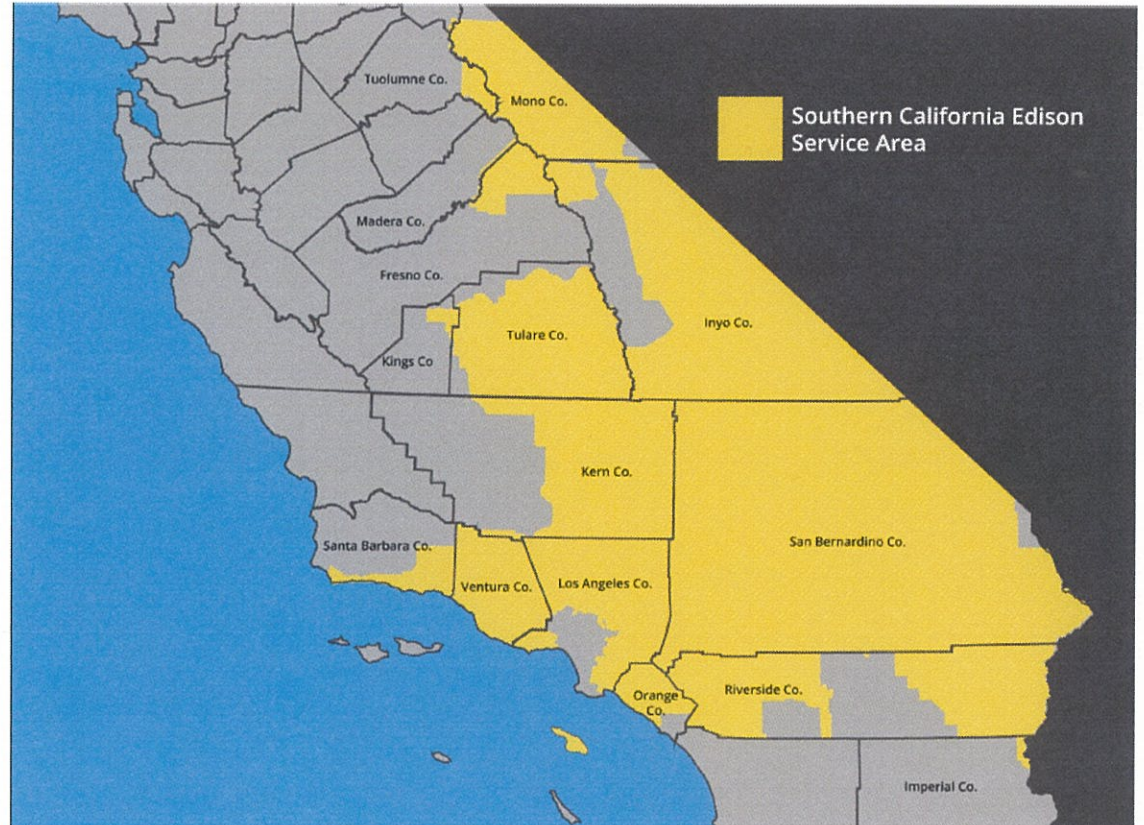 Tuolumne Co.
Mono Co.
Southern California Edison
Service Area
Madera Co.
Fresno Co.
Inyo Co.
Tulare Co.
Kings Co
Kern Co.
San Bernardino Co.
Santa Barbara Co.
Ventura Co.
Los Angeles Co.
Riverside Co.
Orange
Co.
Imperial Co.